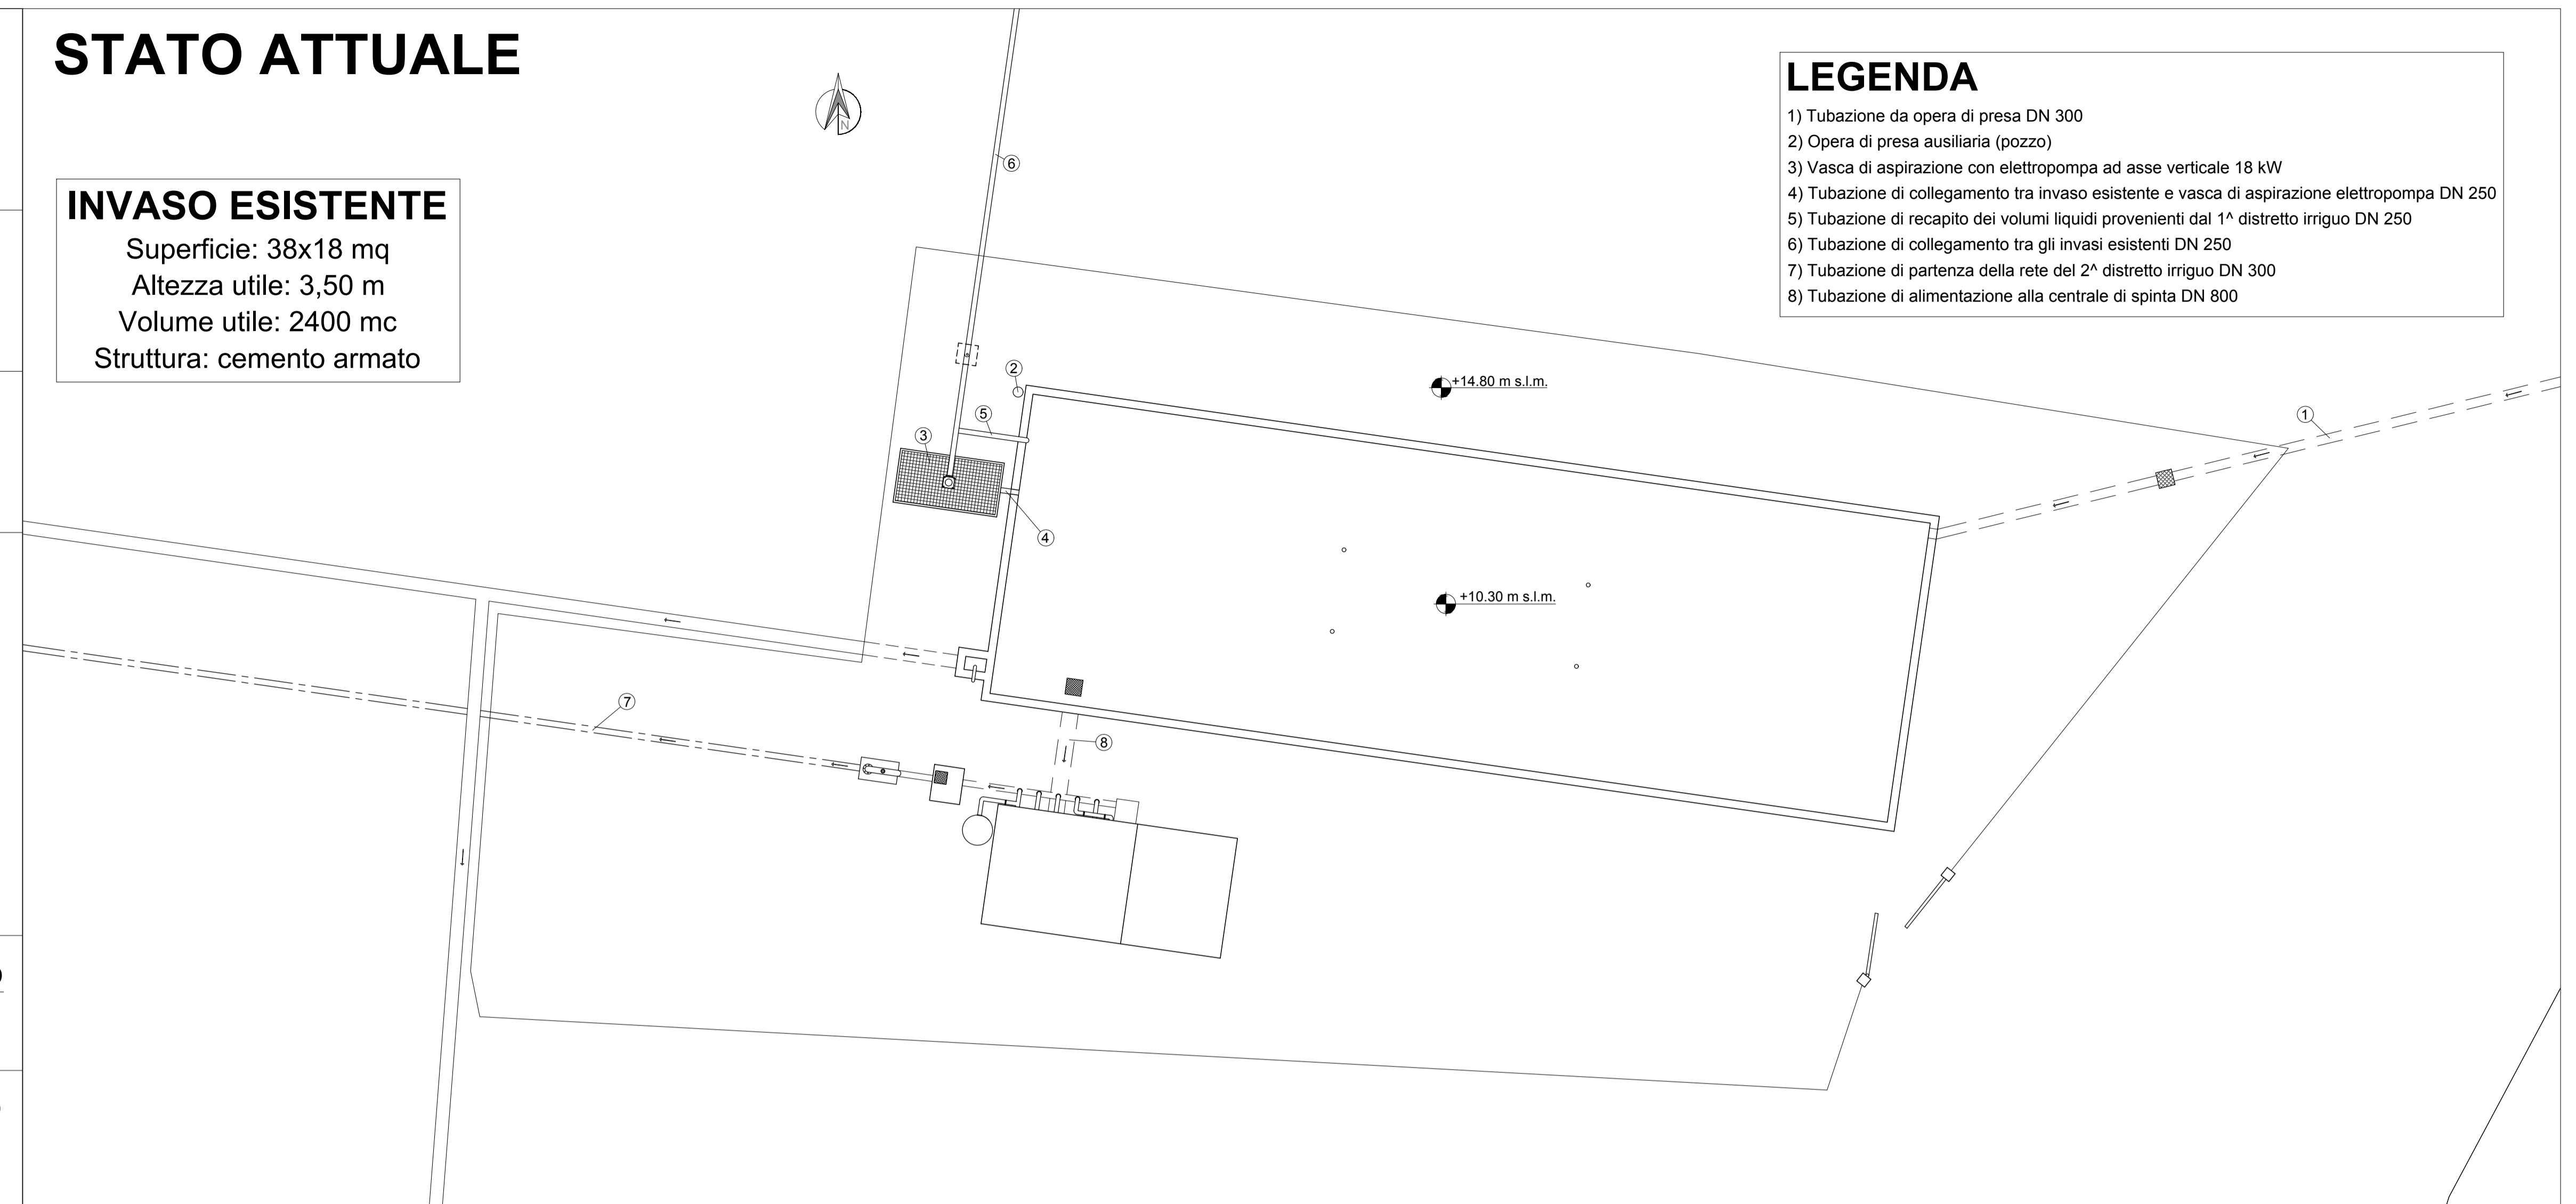 STATO ATTUALE
INVASO ESISTENTE
Superficie: 38x18 mq
Altezza utile: 3,50 m
Volume utile: 2400 mc
Struttura: cemento armato
N
LEGENDA
1) Tubazione da opera di presa DN 300
2) Opera di presa ausiliaria (pozzo)
3) Vasca di aspirazione con elettropompa ad asse verticale 18 kW
4) Tubazione di collegamento tra invaso esistente e vasca di aspirazione elettropompa DN 250
5) Tubazione di recapito dei volumi liquidi provenienti dal 1^ distretto irriguo DN 250
6) Tubazione di collegamento tra gli invasi esistenti DN 250
7) Tubazione di partenza della rete del 2^ distretto irriguo DN 300
8) Tubazione di alimentazione alla centrale di spinta DN 800
6
2
+14.80 m s.l.m.
5
1
3
4
+10.30 m s.l.m.
7
8